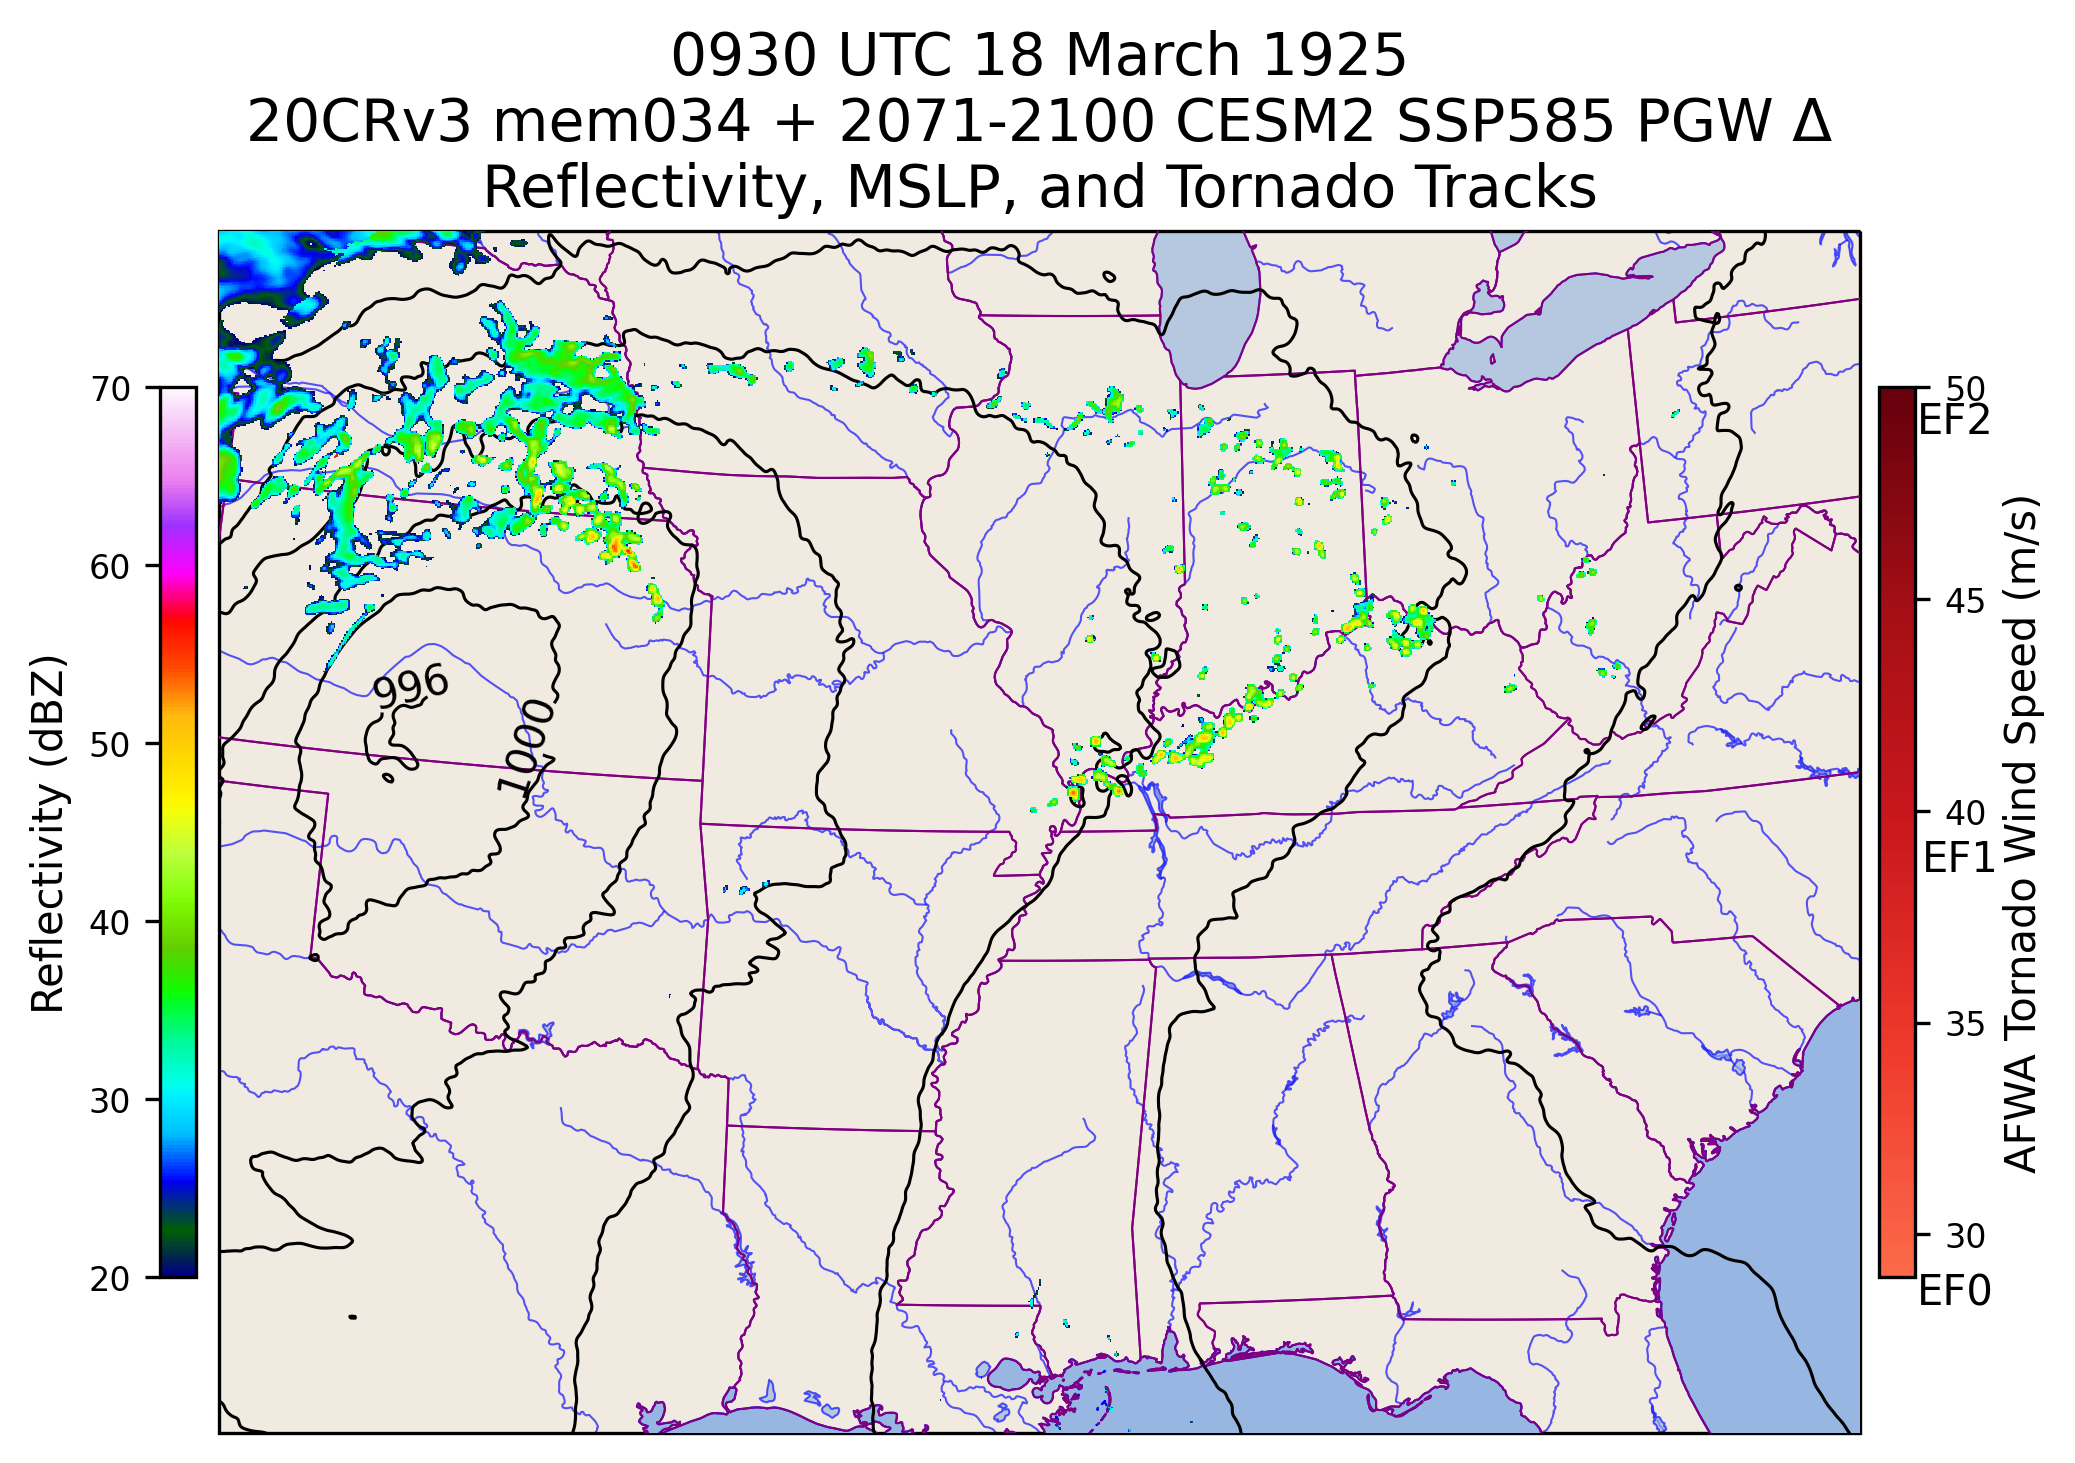 0930 UTC 18 March 1925
20CRv3 mem034 + 2071-2100 CESM2 SSP585 PGW Δ
Reflectivity, MSLP, and Tornado Tracks
70
60
50
40
30
20
Reflectivity (dBZ)
996
1000
50
EF2
45
40
EF1
35
30
EF0
AFWA Tornado Wind Speed (m/s)